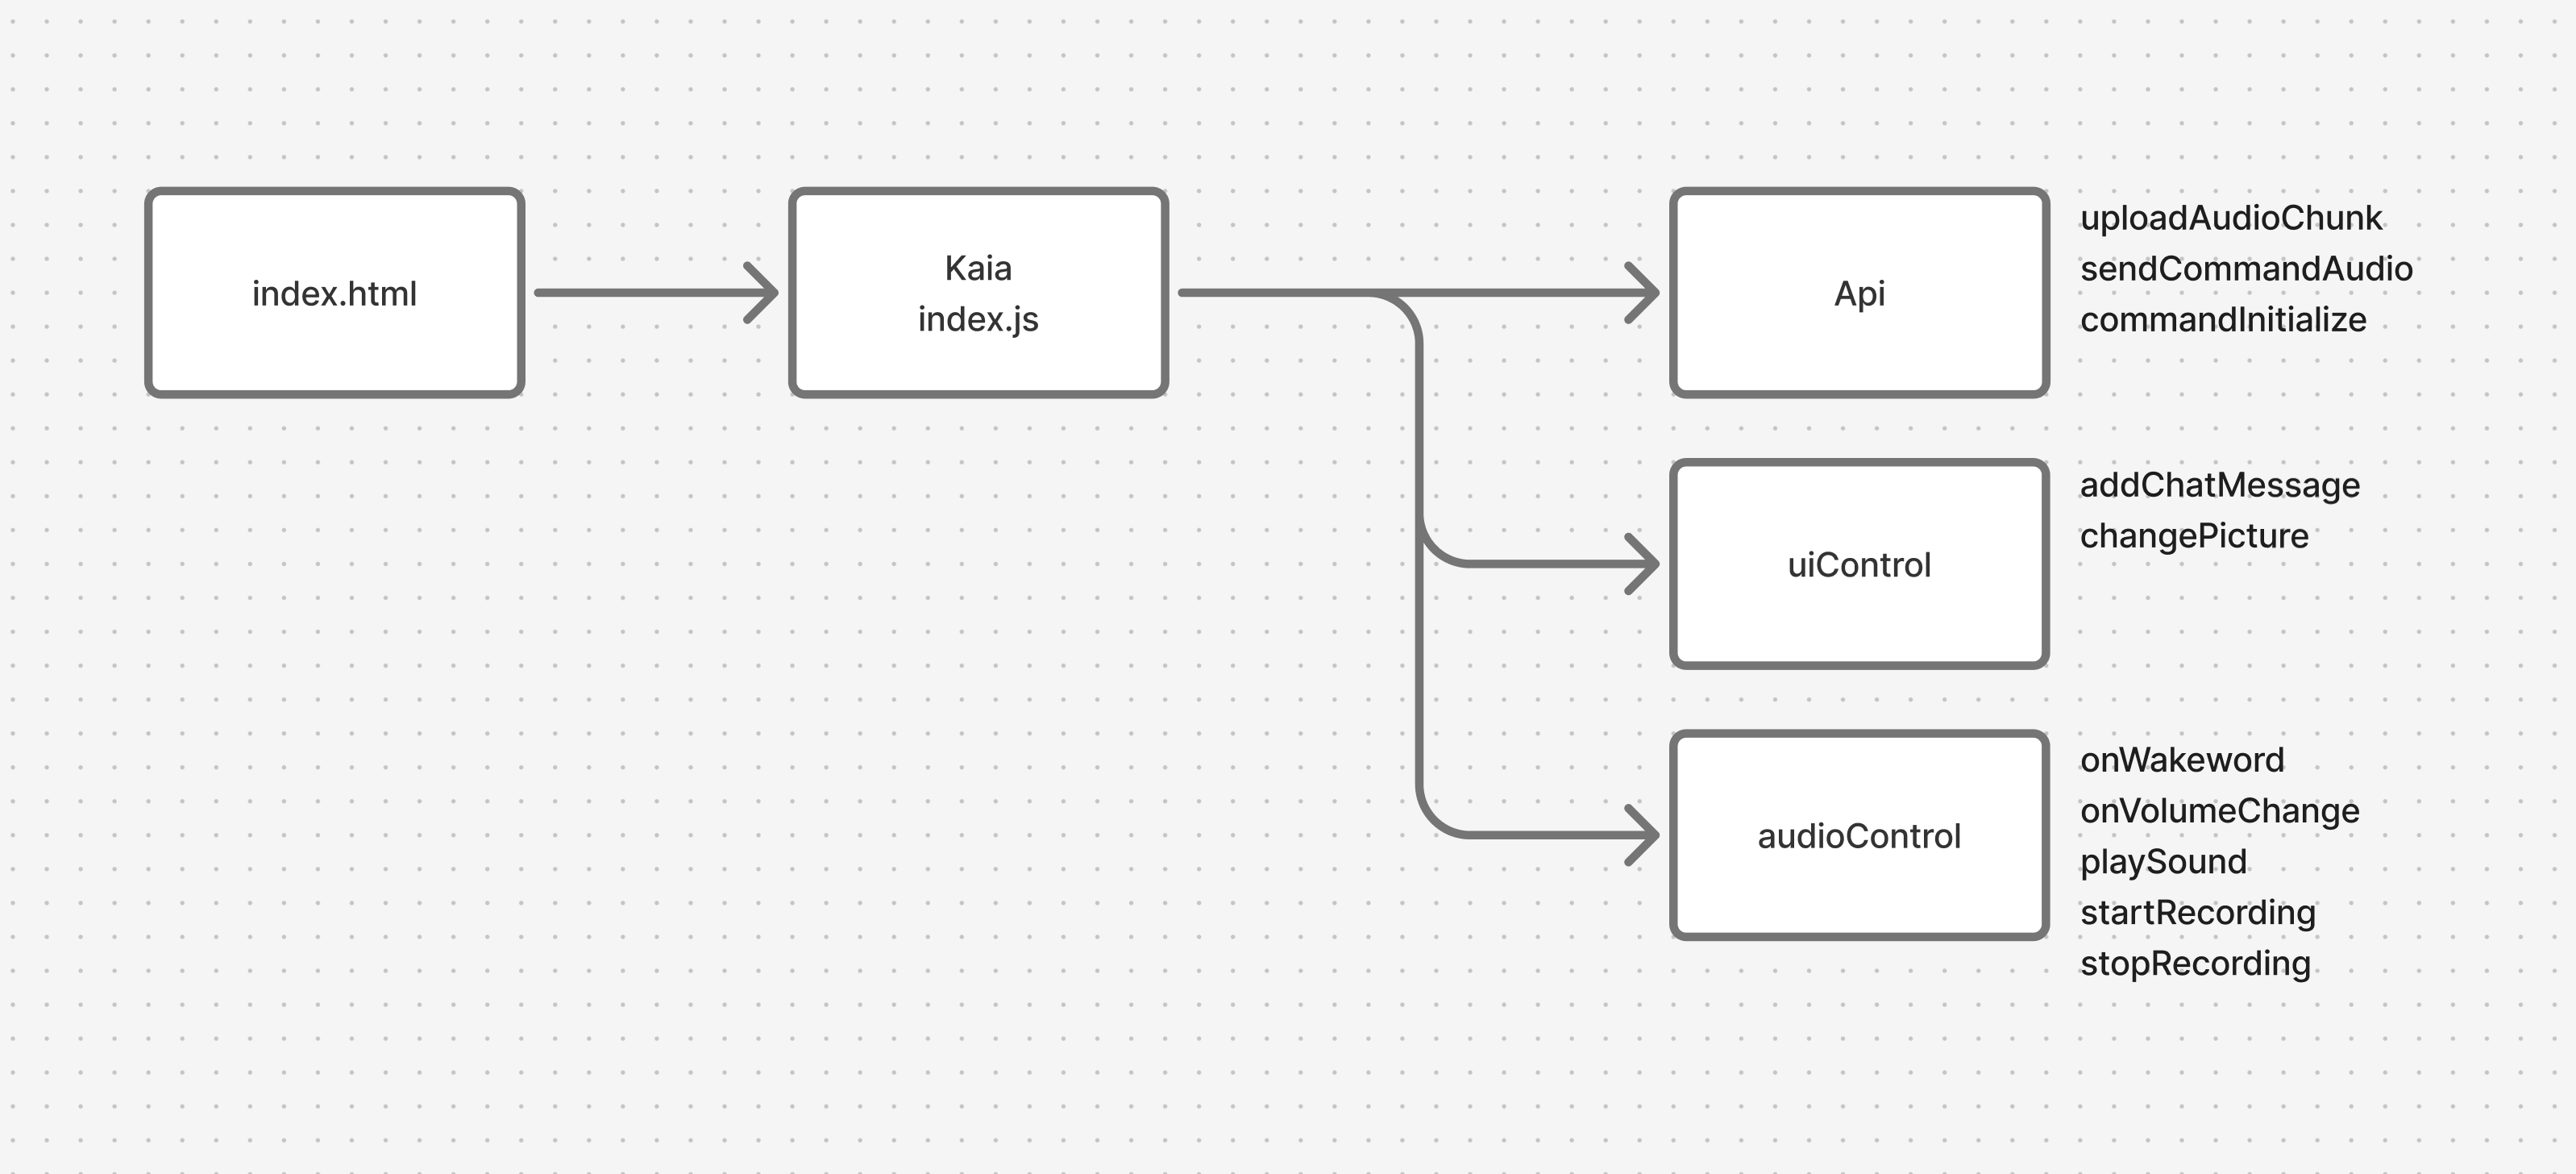 index.html
Kaia
index.js
Api
uploadAudioChunk
sendCommandAudio
commandInitialize
uiControl
addChatMessage
changePicture
audioControl
onWakeword
onVolumeChange
playSound
startRecording
stopRecording